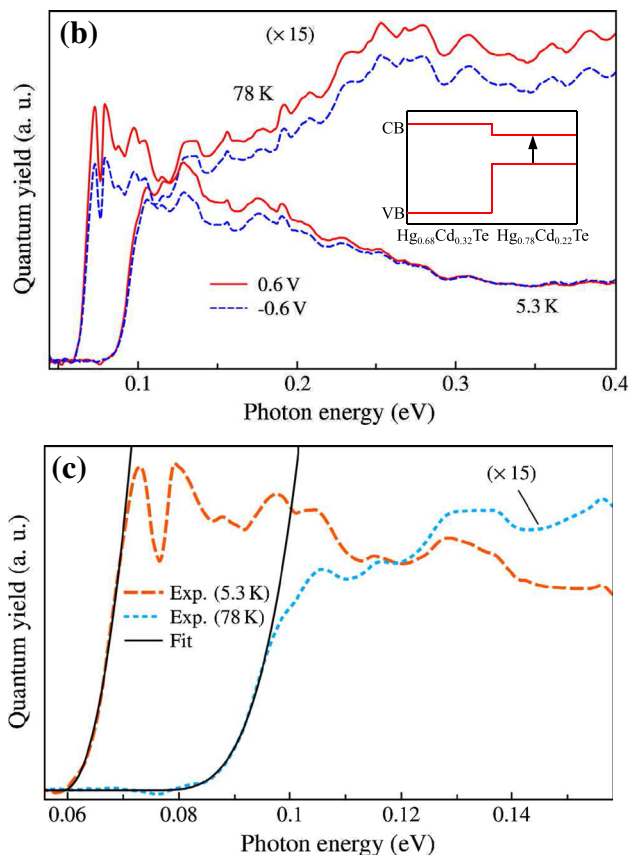 (b)
(× 15)
78 K
CB
VB
Hg0.68Cd0.32Te Hg0.78Cd0.22Te
0.6 V
-0.6 V
5.3 K
Quantum yield (a. u.)
0.1 0.2 0.3 0.4
Photon energy (eV)
(c)
(× 15)
Exp. (5.3 K)
Exp. (78 K)
Fit
Quantum yield (a. u.)
0.06 0.08 0.1 0.12 0.14
Photon energy (eV)